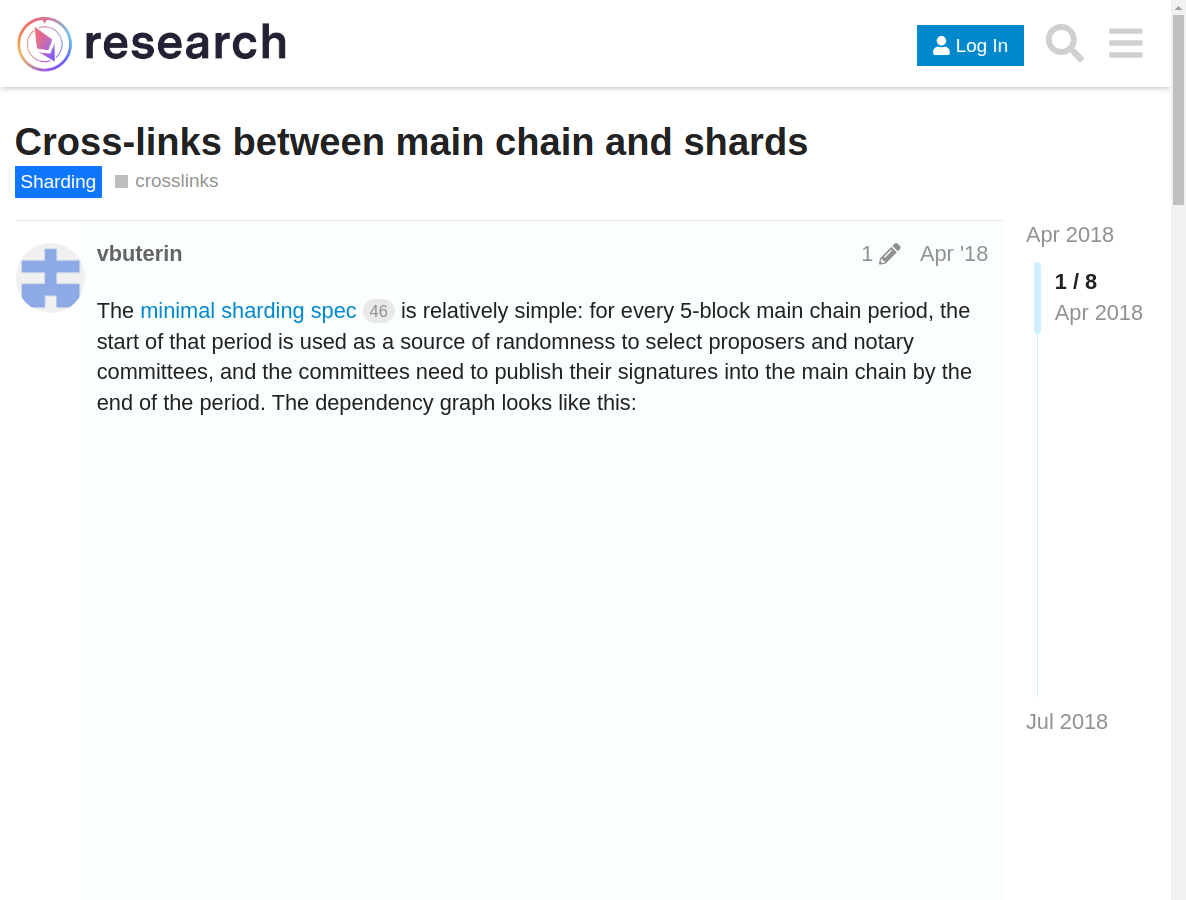 research
Log In
Cross-links between main chain and shards
Sharding
crosslinks
Apr 2018
vbuterin
1
Apr '18
1 / 8
Apr 2018
The minimal sharding spec 46 is relatively simple: for every 5-block main chain period, the
start of that period is used as a source of randomness to select proposers and notary
committees, and the committees need to publish their signatures into the main chain by the
end of the period. The dependency graph looks like this:
Jul 2018